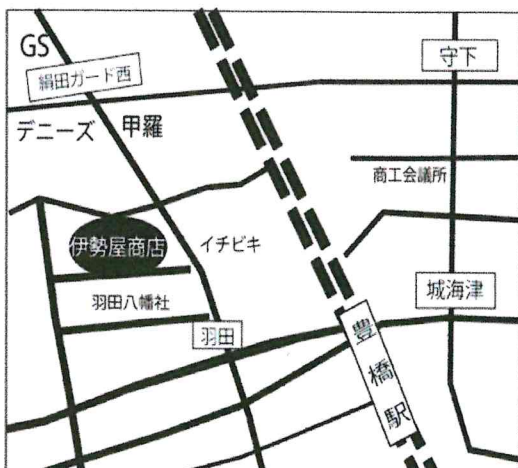 GS
絹田ガード西
守下
デニーズ
甲羅
商工会議所
伊勢屋商店
イチビキ
羽田八幡社
城海津
羽田
豊橋駅